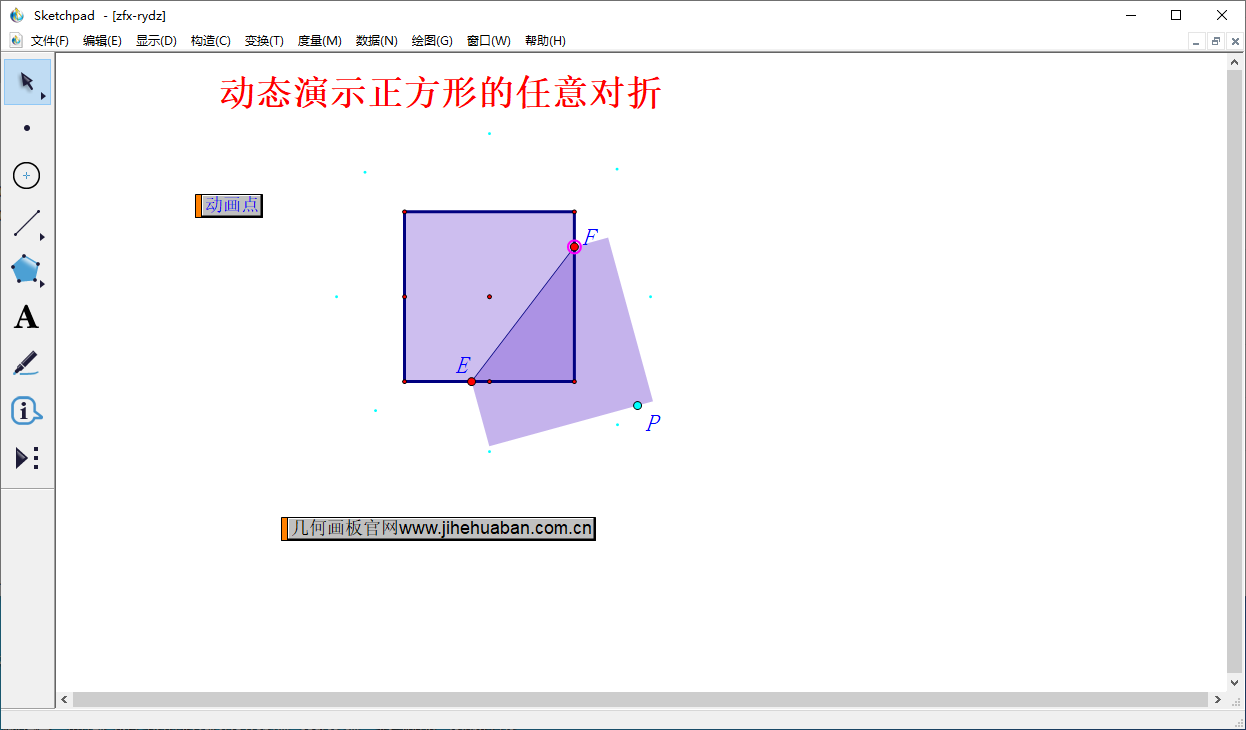 Sketchpad - [zfx-rydz]
文件(F) 编辑(E) 显示(D) 构造(C) 变换(T) 度量(M) 数据(N) 绘图(G) 窗口(W) 帮助(H)
动态演示正方形的任意对折
动画点
F
E
P
A
几何画板官网www.jihehuaban.com.cn